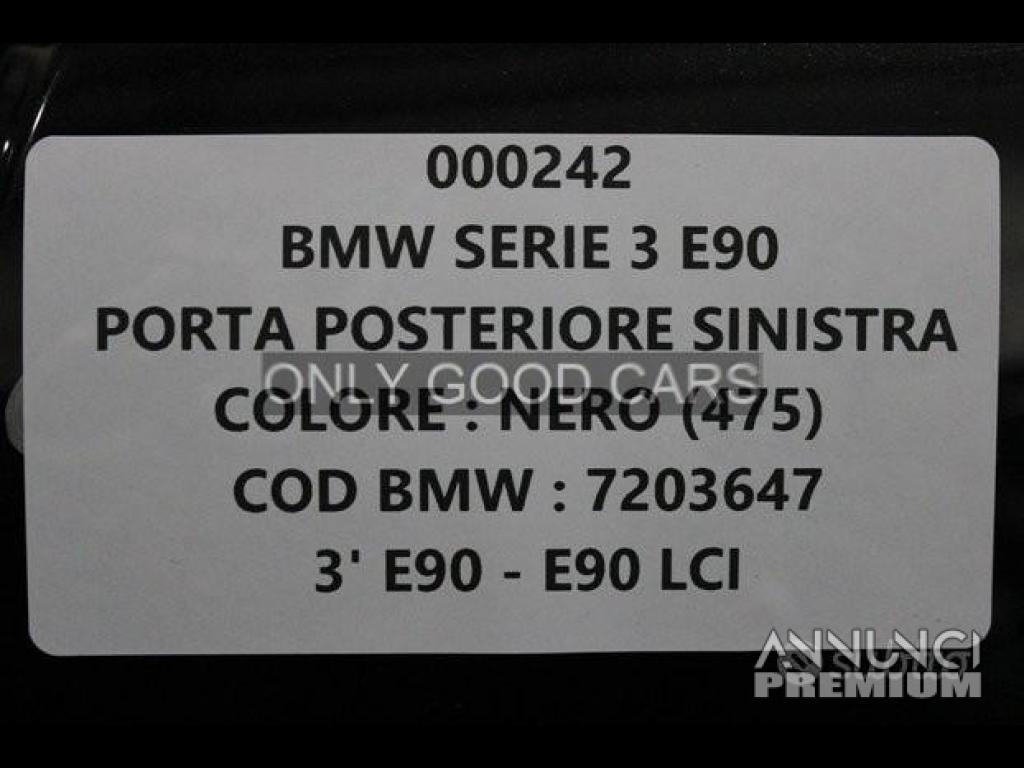 000242
BMW SERIE 3 E90
PORTA POSTERIORE SINISTRA
ONLY GOOD CARS
COLORE : NERO (475)
COD BMW : 7203647
3' E90 - E90 LCI
ANNUNCI
PREMIUM